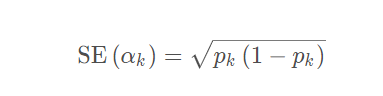 SE (αₖ) = √pₖ (1 − pₖ)